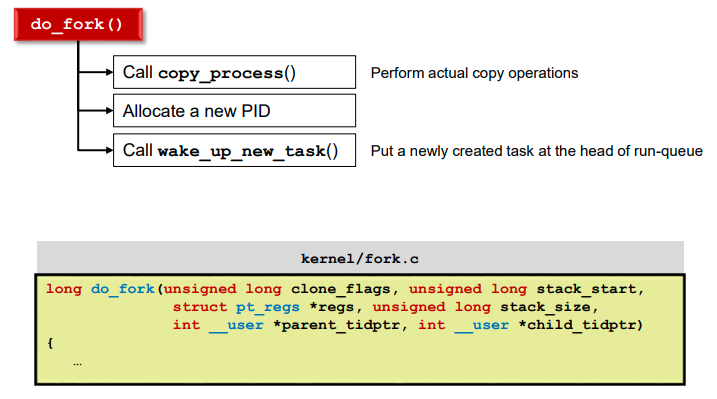 do_fork()
Call copy_process()
Perform actual copy operations
Allocate a new PID
Call wake_up_new_task()
Put a newly created task at the head of run-queue
kernel/fork.c
long do_fork(unsigned long clone_flags, unsigned long stack_start,
struct pt_regs *regs, unsigned long stack_size,
int __user *parent_tidptr, int __user *child_tidptr)
{
…